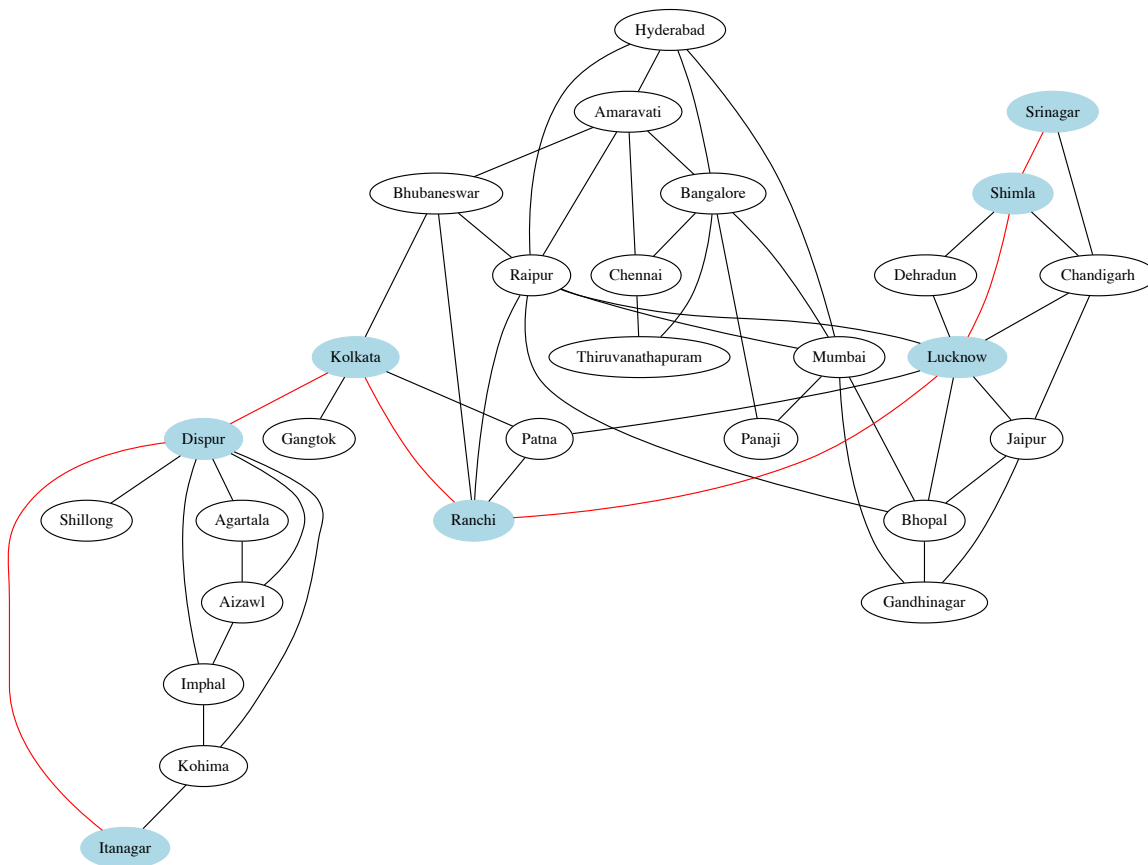 Hyderabad
Amaravati
Srinagar
Bhubaneswar
Bangalore
Shimla
Raipur
Chennai
Dehradun
Chandigarh
Kolkata
Thiruvanathapuram
Mumbai
Lucknow
Dispur
Gangtok
Patna
Panaji
Jaipur
Shillong
Agartala
Ranchi
Bhopal
Aizawl
Gandhinagar
Imphal
Kohima
Itanagar